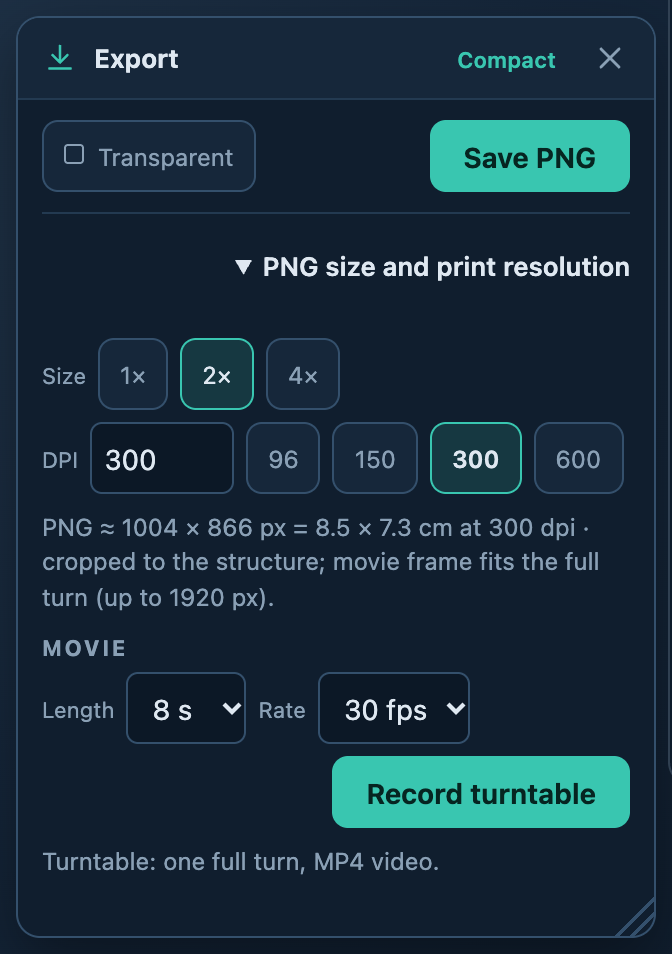 Export
Compact
Transparent
Save PNG
▼ PNG size and print resolution
Size 1× 2× 4×
DPI 300 96 150 300 600
PNG ≈ 1004 × 866 px = 8.5 × 7.3 cm at 300 dpi ·
cropped to the structure; movie frame fits the full
turn (up to 1920 px).
MOVIE
Length 8 s Rate 30 fps
Record turntable
Turntable: one full turn, MP4 video.